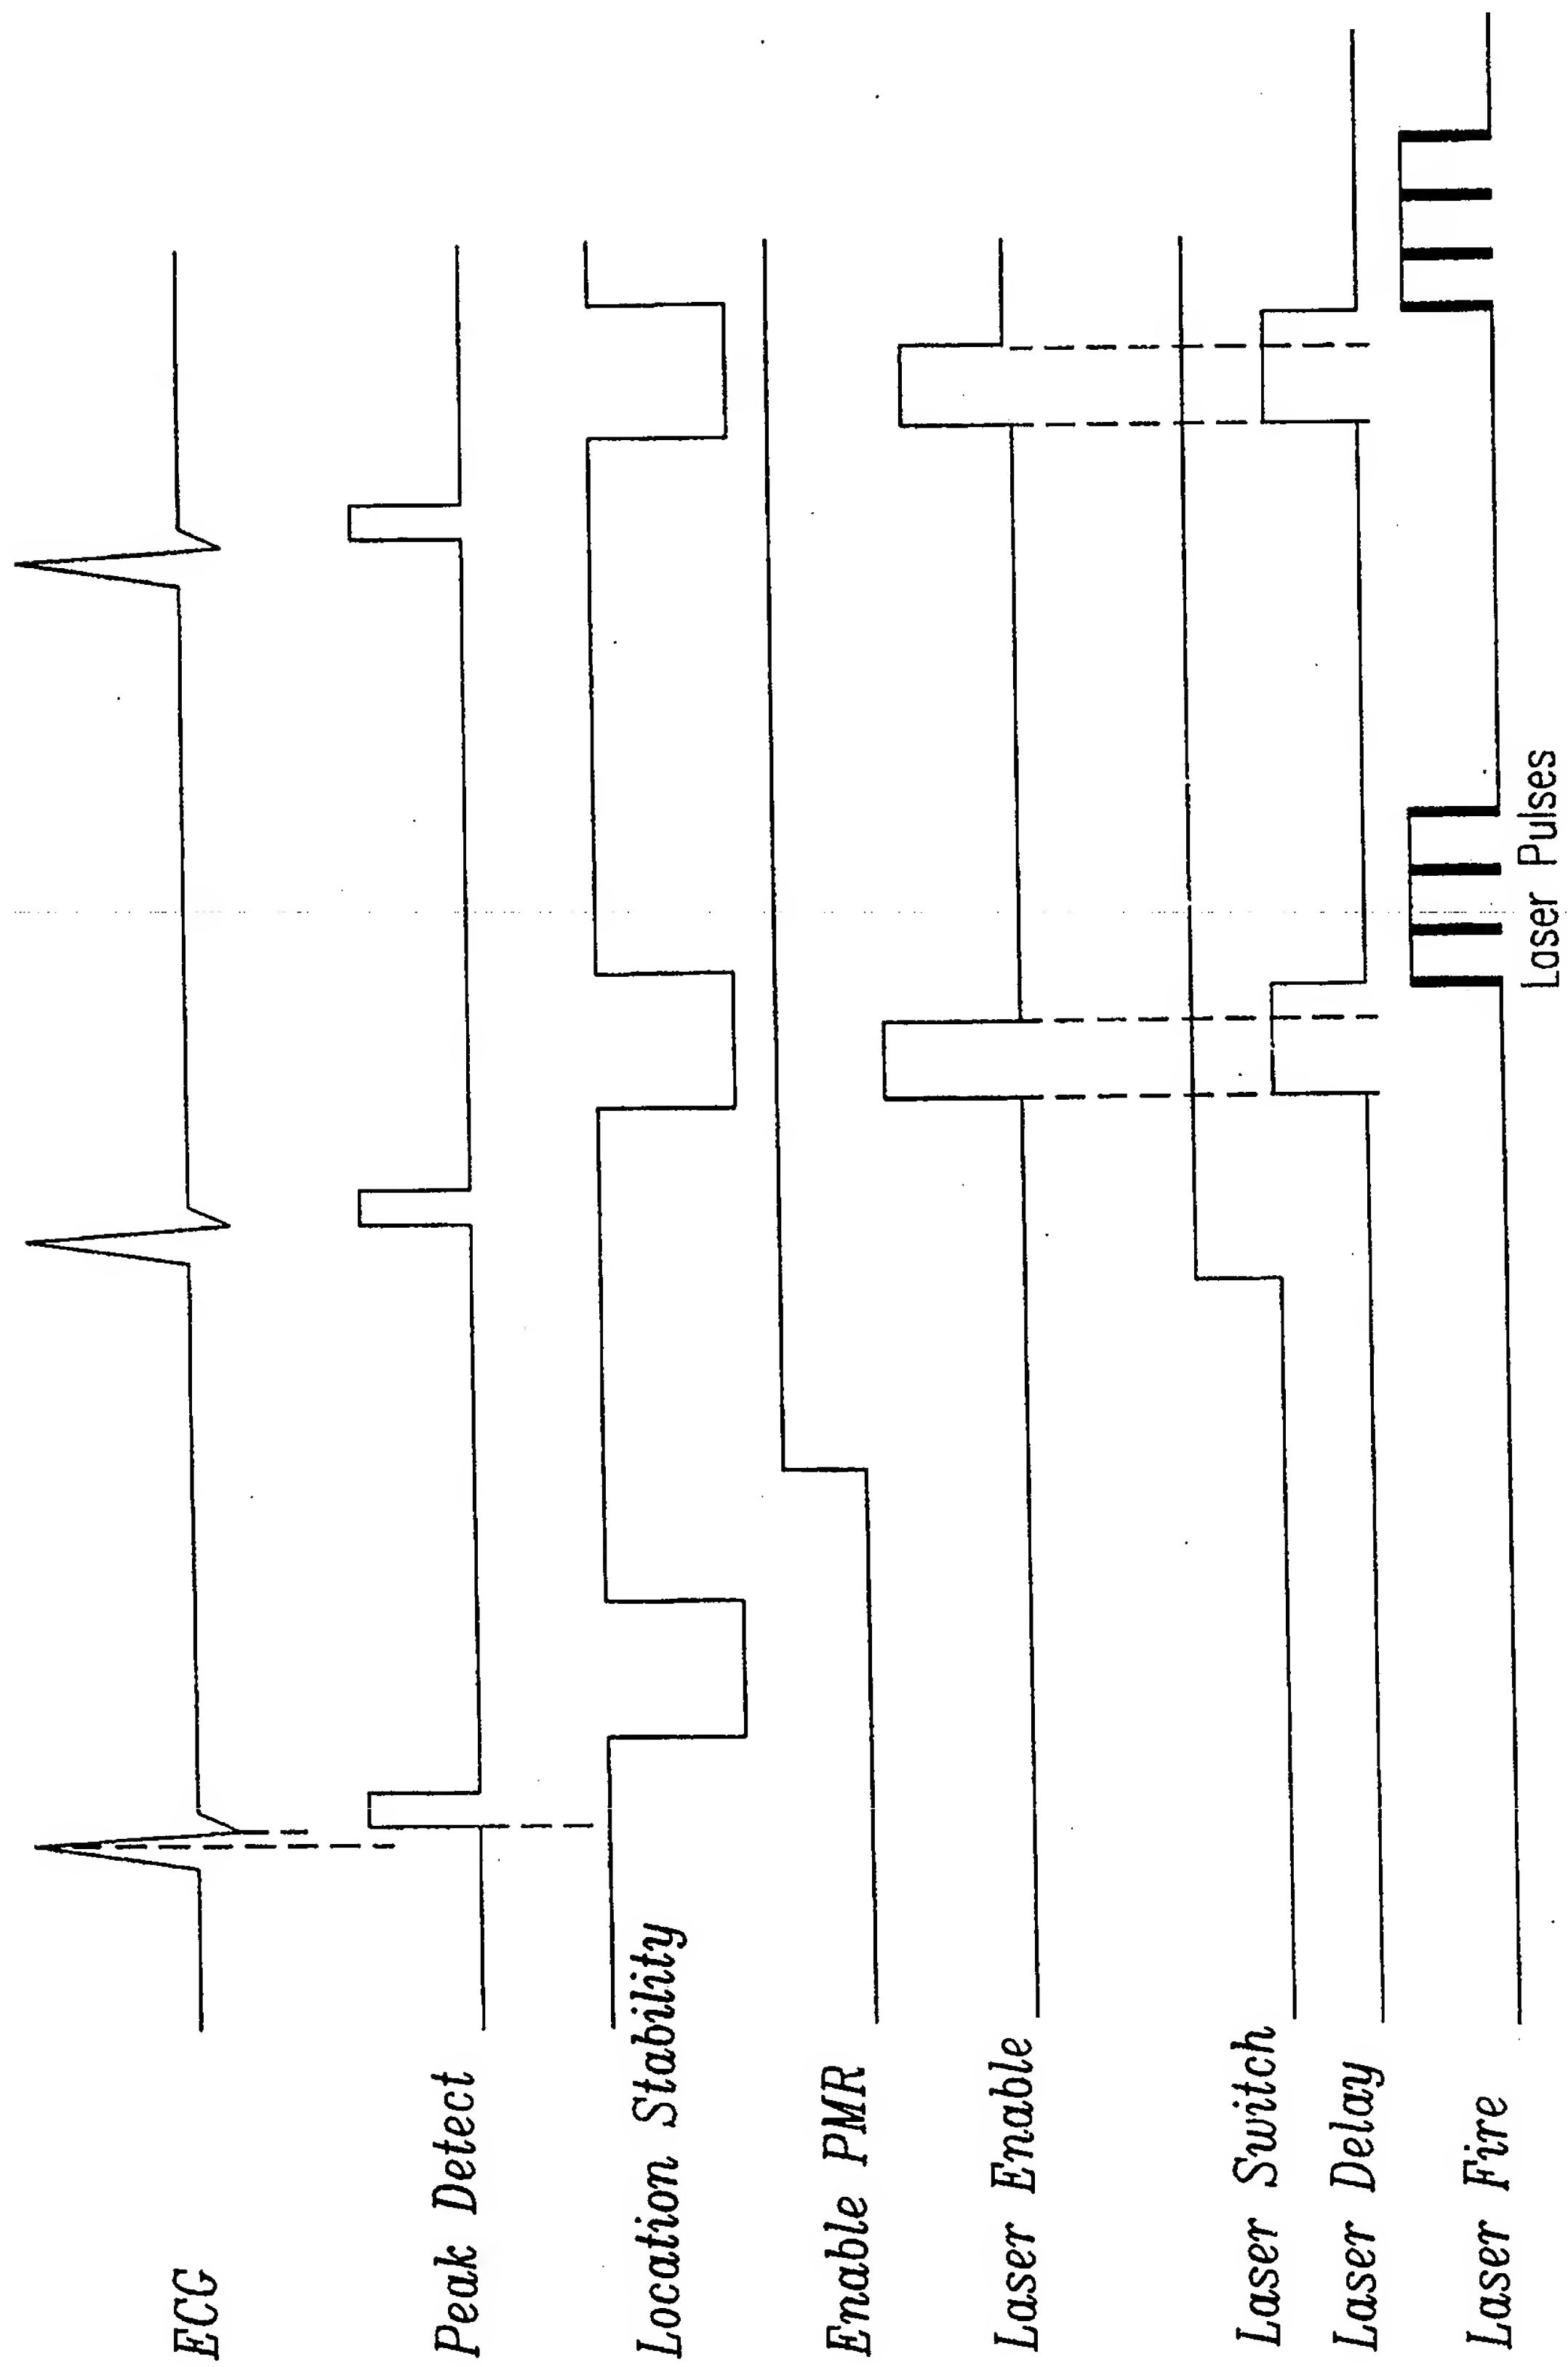 ECG
Peak Detect
Location Stability
Enable PMR
Laser Enable
Laser Switch
Laser Delay
Laser Fire
Laser Pulses